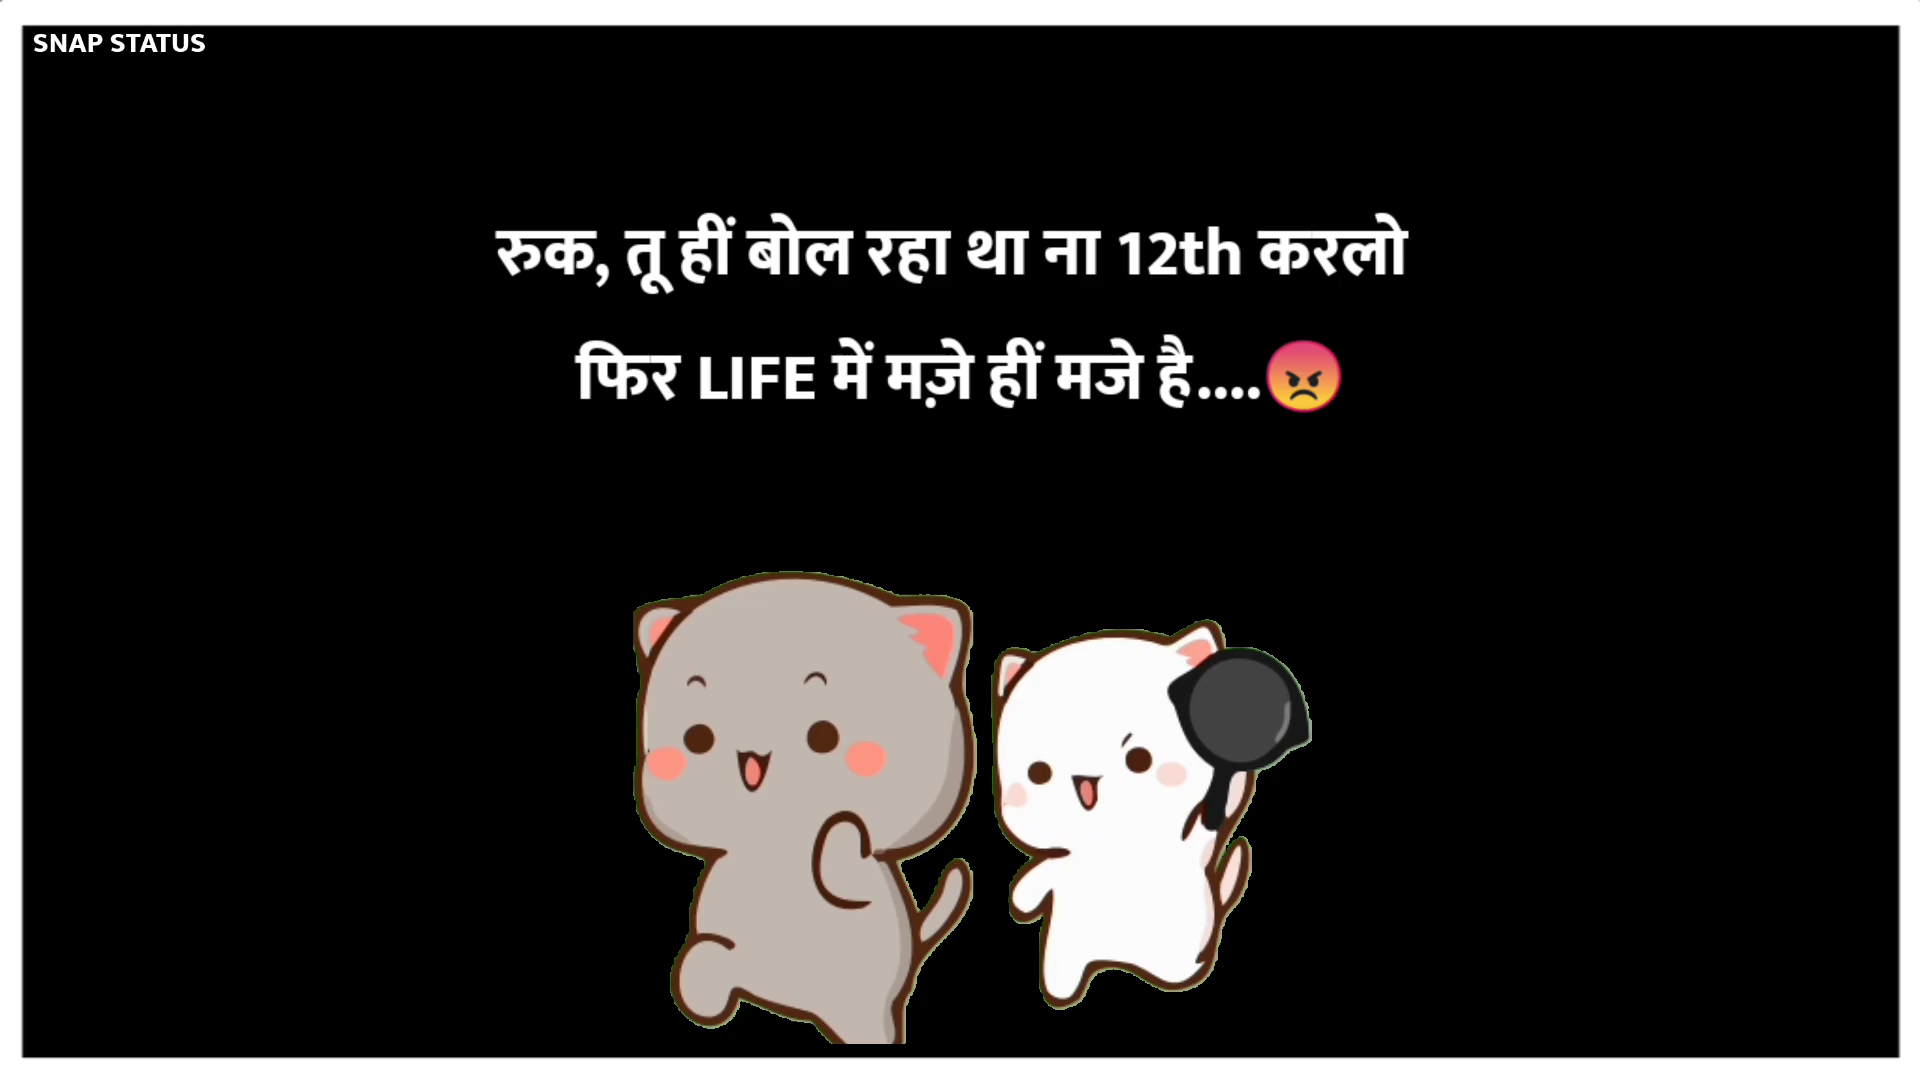 SNAP STATUS
रुक, तू हीं बोल रहा था ना 12th करलो
फिर LIFE में मज़े हीं मजे है....😡